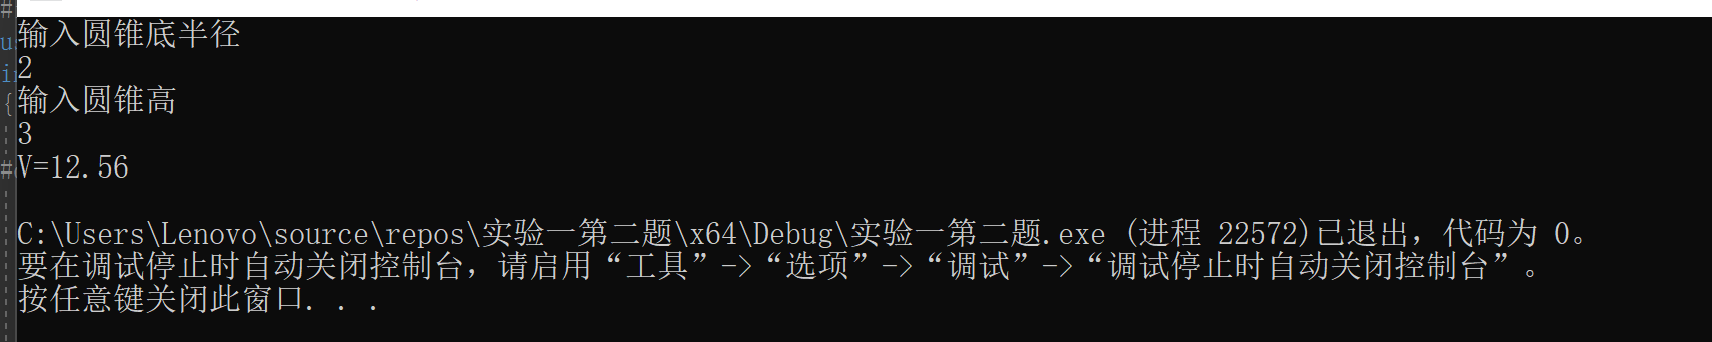 #
u
输入圆锥底半径
i
2
{
输入圆锥高
3
#
V=12.56
C:\Users\Lenovo\source\repos\实验一第二题\x64\Debug\实验一第二题.exe (进程 22572)已退出，代码为 0。
要在调试停止时自动关闭控制台，请启用“工具”->“选项”->“调试”->“调试停止时自动关闭控制台”。
按任意键关闭此窗口. . .